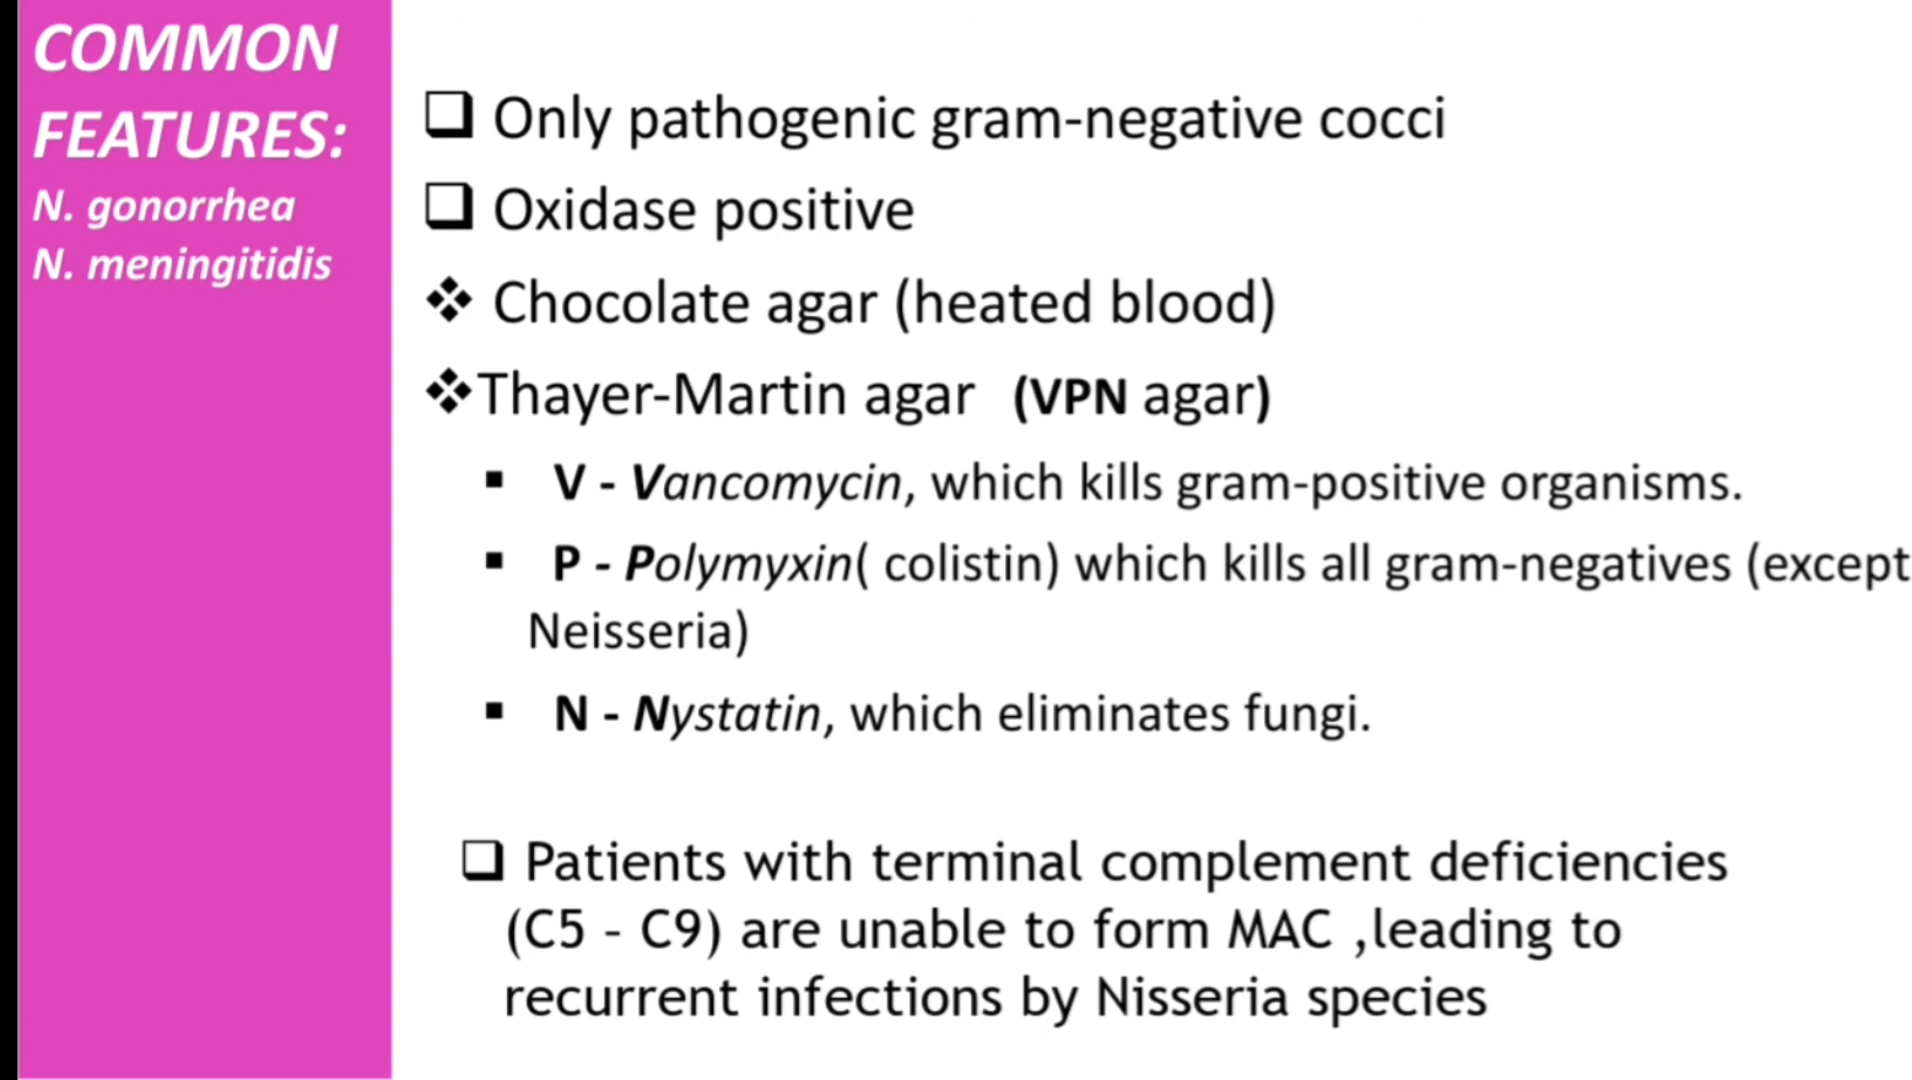 COMMON
FEATURES:
N. gonorrhea
N. meningitidis
❑ Only pathogenic gram-negative cocci
❑ Oxidase positive
❖ Chocolate agar (heated blood)
❖Thayer-Martin agar (VPN agar)
▪ V - Vancomycin, which kills gram-positive organisms.
▪ P - Polymyxin( colistin) which kills all gram-negatives (except
Neisseria)
▪ N - Nystatin, which eliminates fungi.
❑ Patients with terminal complement deficiencies
(C5 - C9) are unable to form MAC ,leading to
recurrent infections by Nisseria species